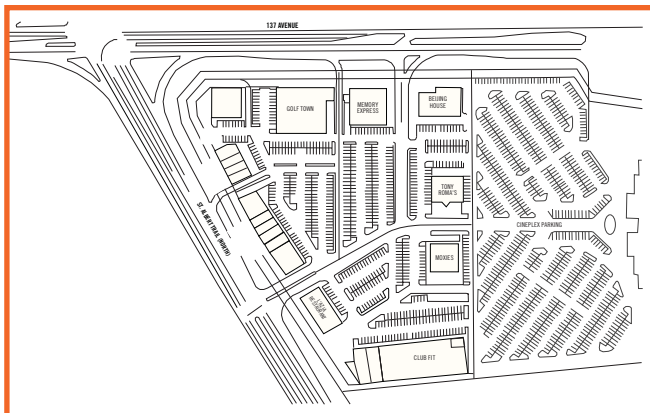 137 AVENUE
GOLF TOWN
MEMORY
EXPRESS
BEIJING
HOUSE
TONY
ROMA'S
ST. ALBERT TRAIL (NORTH)
CINEPLEX PARKING
MOXIES
CLUB FIT